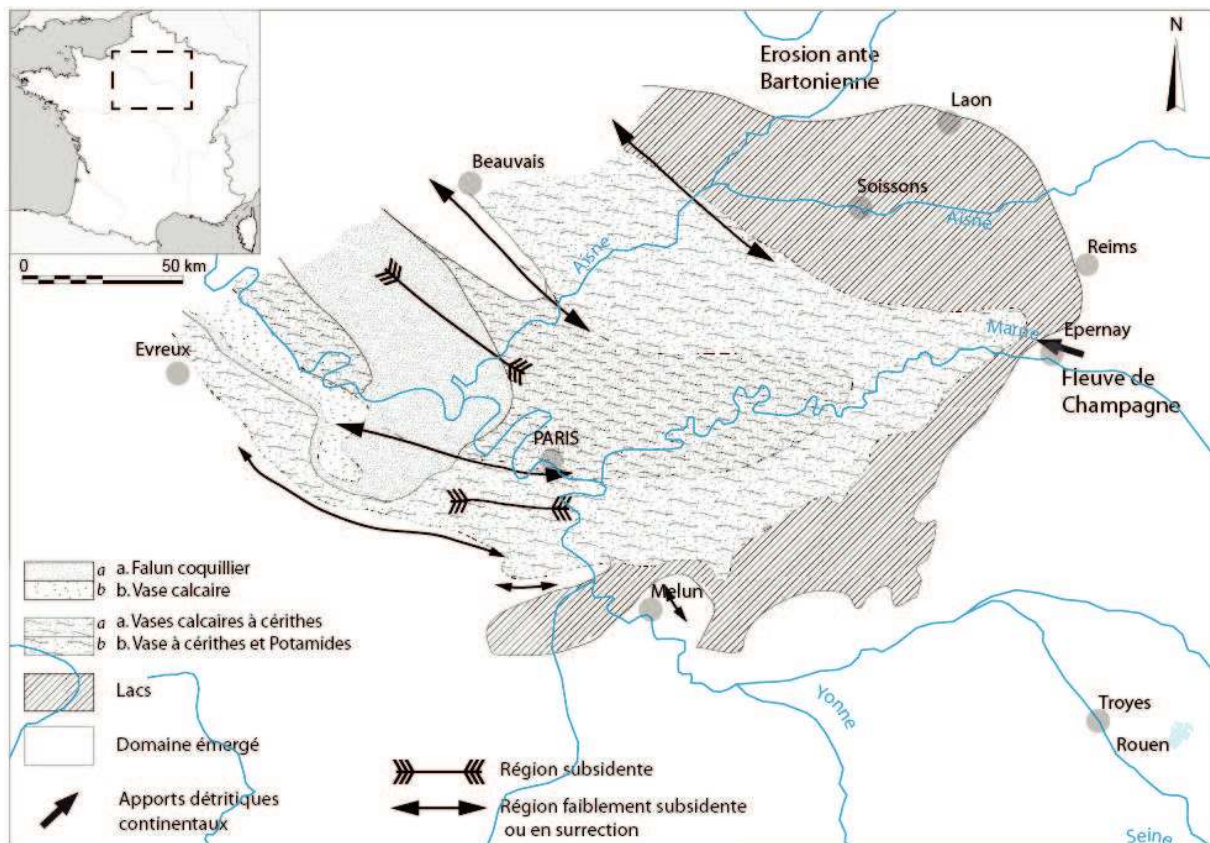 N
Erosion ante
Bartonienne
Laon
Beauvais
Soissons
Aisne
Aisne
Reims
0 50 km
Marne
Epernay
Evreux
Fleuve de
Champagne
PARIS
Melun
Yonne
Troyes
Rouen
Seine
a a. Falun coquillier
b b. Vase calcaire
a a. Vases calcaires à cérithes
b b. Vase à cérithes et Potamides
Lacs
Domaine émergé
Apports détritiques
continentaux
Région subsidente
Région faiblement subsidente
ou en surrection